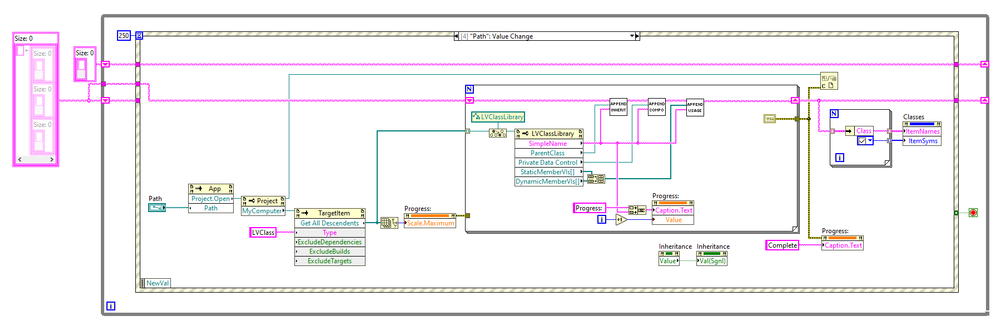 Size: 0
Size: 0
Size: 0
Size: 0
Size: 0
250
[4] "Path": Value Change
N
LVClassLibrary
APPEND INHERIT
APPEND COMPO
APPEND USAGE
N
LVClassLibrary
SimpleName
ParentClass
Private Data Control
StaticMemberVIs[]
DynamicMemberVIs[]
Class
i
Classes
ItemNames
ItemSyms
Path
App
Project.Open
Path
Project
MyComputer
TargetItem
Get All Descendents
Type
ExcludeDependencies
ExcludeBuilds
ExcludeTargets
LVClass
Progress:
Scale.Maximum
Progress:
i
Progress:
Caption.Text
Value
Inheritance
Value
Inheritance
Val(Sgnl)
Complete
Progress:
Caption.Text
NewVal
i